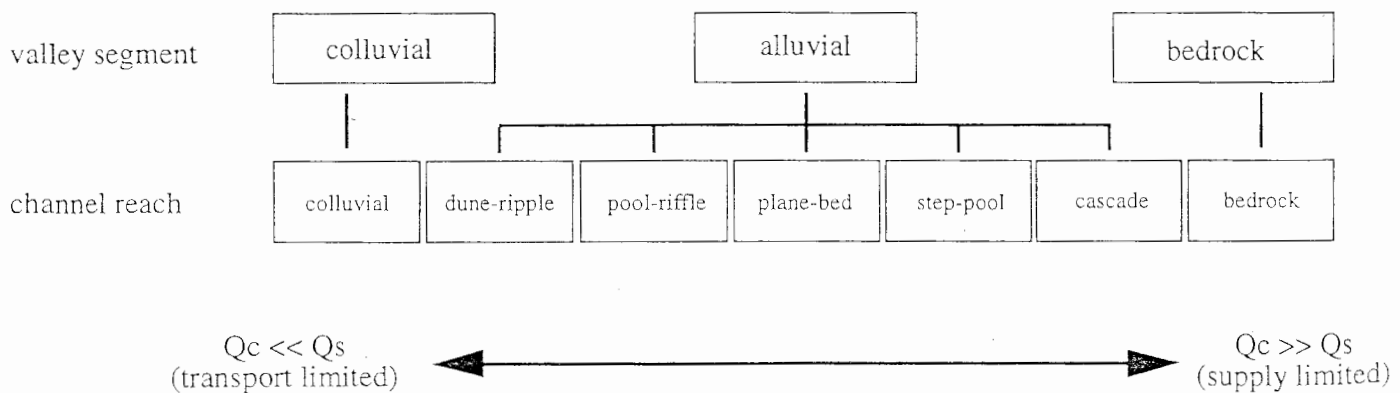 valley segment
colluvial
alluvial
bedrock
channel reach
colluvial
dune-ripple
pool-riffle
plane-bed
step-pool
cascade
bedrock
Qc << Qs
(transport limited)
Qc >> Qs
(supply limited)